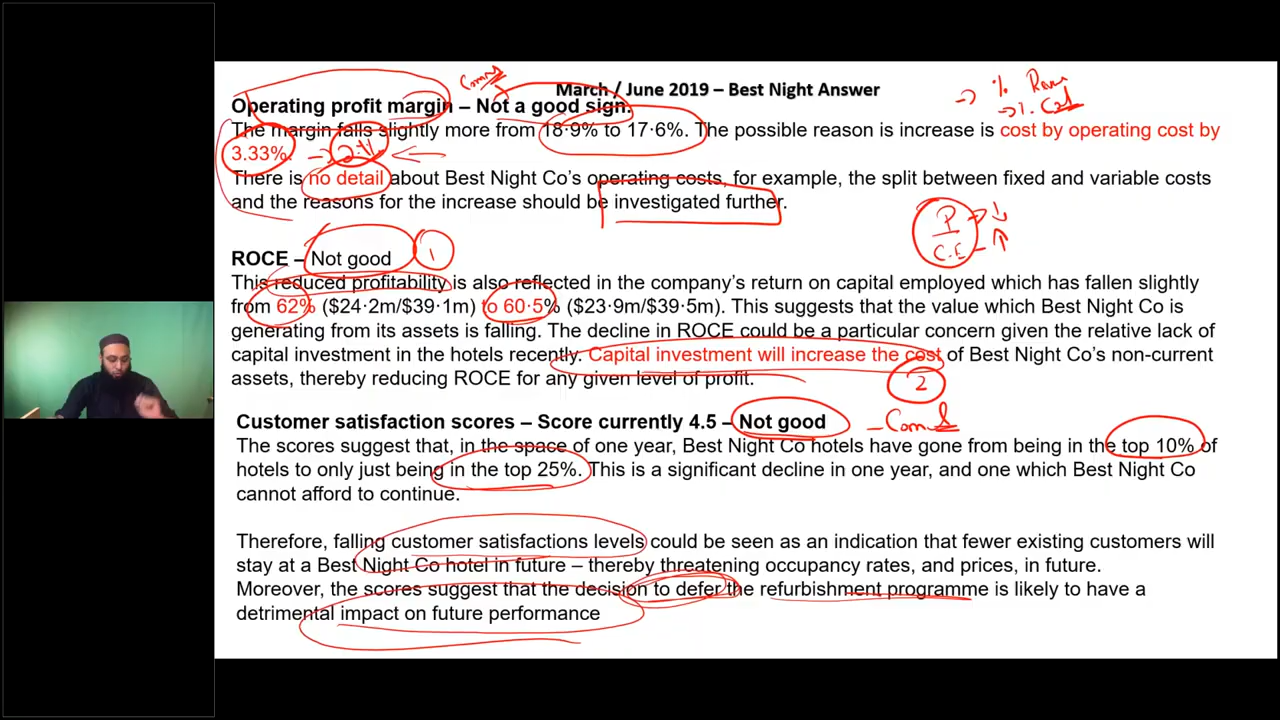 March / June 2019 – Best Night Answer
Operating profit margin – Not a good sign.
The margin falls slightly more from 18·9% to 17·6%. The possible reason is increase is cost by operating cost by
3.33%.
There is no detail about Best Night Co’s operating costs, for example, the split between fixed and variable costs
and the reasons for the increase should be investigated further.
P
C.E
ROCE – Not good
1
This reduced profitability is also reflected in the company’s return on capital employed which has fallen slightly
from 62% ($24·2m/$39·1m) to 60·5% ($23·9m/$39·5m). This suggests that the value which Best Night Co is
generating from its assets is falling. The decline in ROCE could be a particular concern given the relative lack of
capital investment in the hotels recently. Capital investment will increase the cost of Best Night Co’s non-current
assets, thereby reducing ROCE for any given level of profit.
2
Customer satisfaction scores – Score currently 4.5 – Not good
The scores suggest that, in the space of one year, Best Night Co hotels have gone from being in the top 10% of
hotels to only just being in the top 25%. This is a significant decline in one year, and one which Best Night Co
cannot afford to continue.
Therefore, falling customer satisfactions levels could be seen as an indication that fewer existing customers will
stay at a Best Night Co hotel in future – thereby threatening occupancy rates, and prices, in future.
Moreover, the scores suggest that the decision to defer the refurbishment programme is likely to have a
detrimental impact on future performance